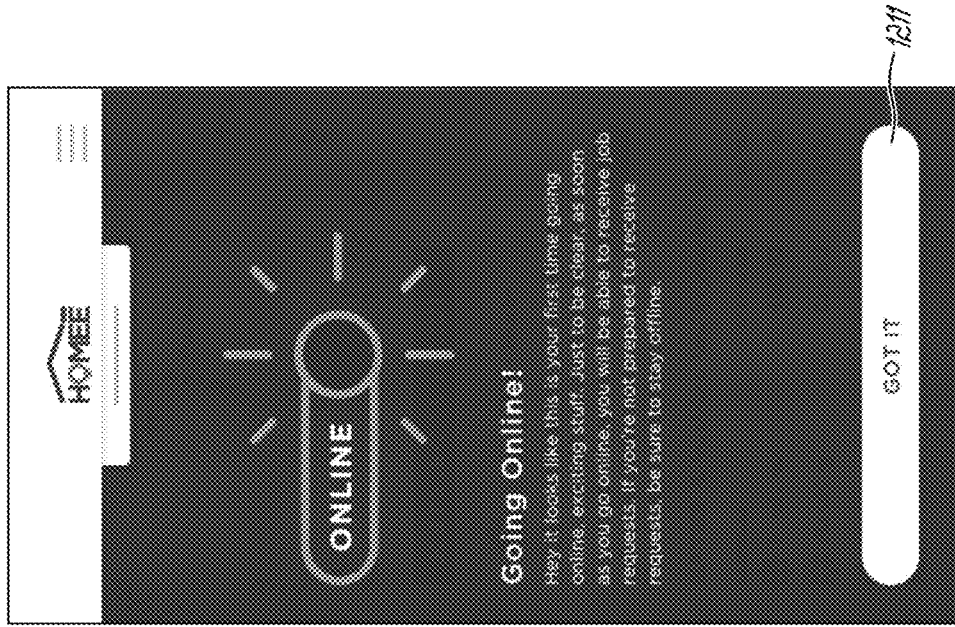 HOMEE
ONLINE
Going Online!
Hey it looks like this is your first time going
online, exciting stuff. Just to be clear, as soon
as you go online, you will be able to receive job
requests. If you're not prepared to receive
requests, be sure to stay offline.
GOT IT
1211